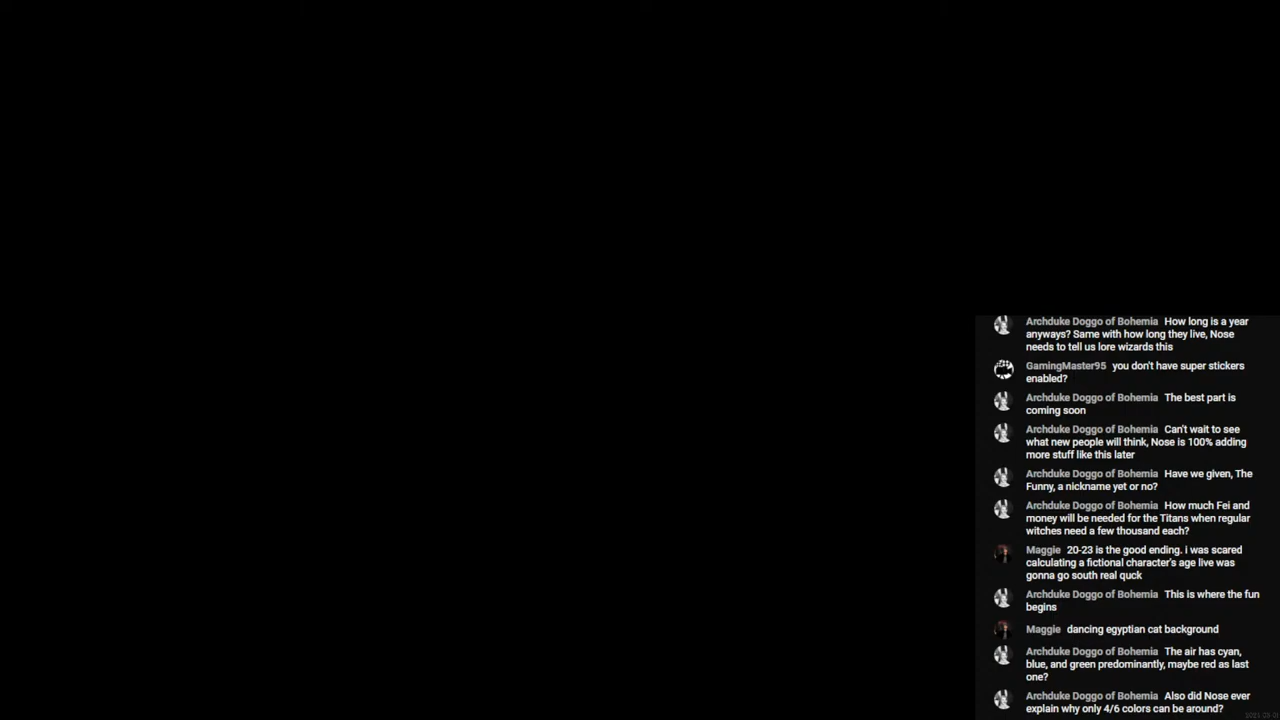 Archduke Doggo of Bohemia How long is a year
anyways? Same with how long they live, Nose
needs to tell us lore wizards this
GamingMaster95 you don't have super stickers
enabled?
Archduke Doggo of Bohemia The best part is
coming soon
Archduke Doggo of Bohemia Can't wait to see
what new people will think, Nose is 100% adding
more stuff like this later
Archduke Doggo of Bohemia Have we given, The
Funny, a nickname yet or no?
Archduke Doggo of Bohemia How much Fei and
money will be needed for the Titans when regular
witches need a few thousand each?
Maggie 20-23 is the good ending. i was scared
calculating a fictional character's age live was
gonna go south real quck
Archduke Doggo of Bohemia This is where the fun
begins
Maggie dancing egyptian cat background
Archduke Doggo of Bohemia The air has cyan,
blue, and green predominantly, maybe red as last
one?
Archduke Doggo of Bohemia Also did Nose ever
explain why only 4/6 colors can be around?